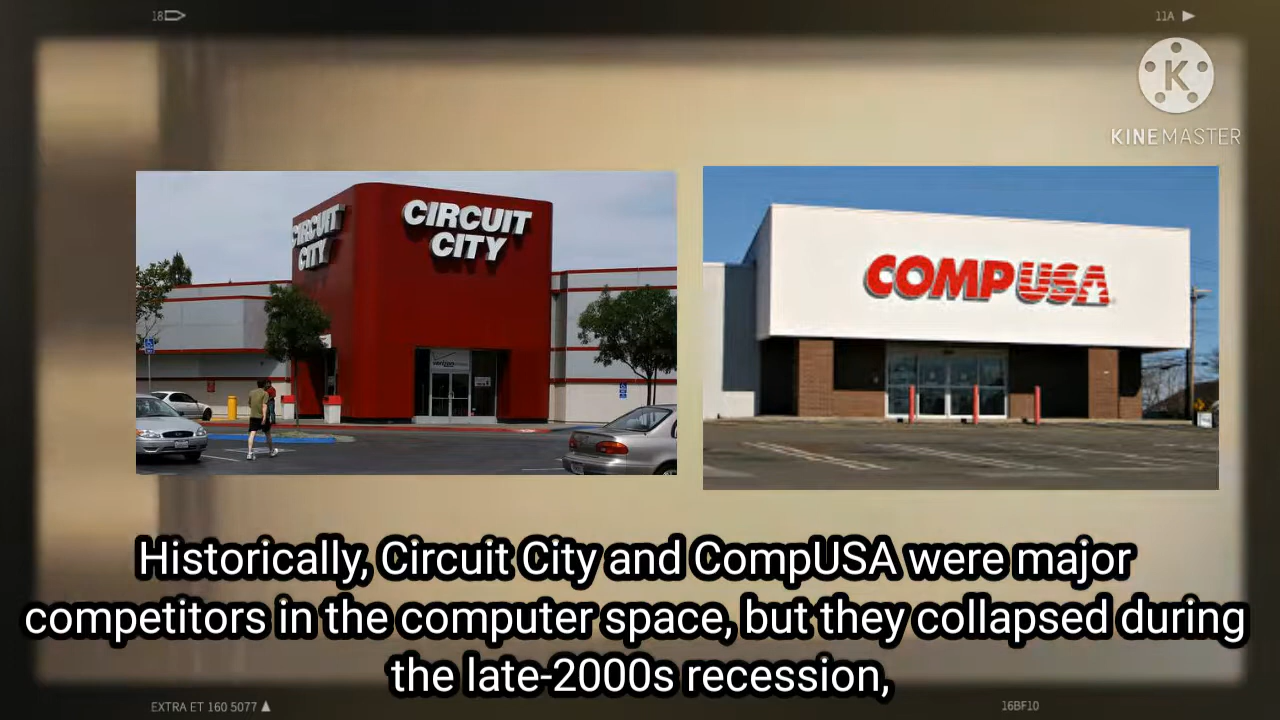 18
11A
KINEMASTER
CIRCUIT
CITY
CIRCUIT
CITY
verizon
COMPUSA
Historically, Circuit City and CompUSA were major
competitors in the computer space, but they collapsed during
the late-2000s recession,
EXTRA ET 160 5077
16BF10